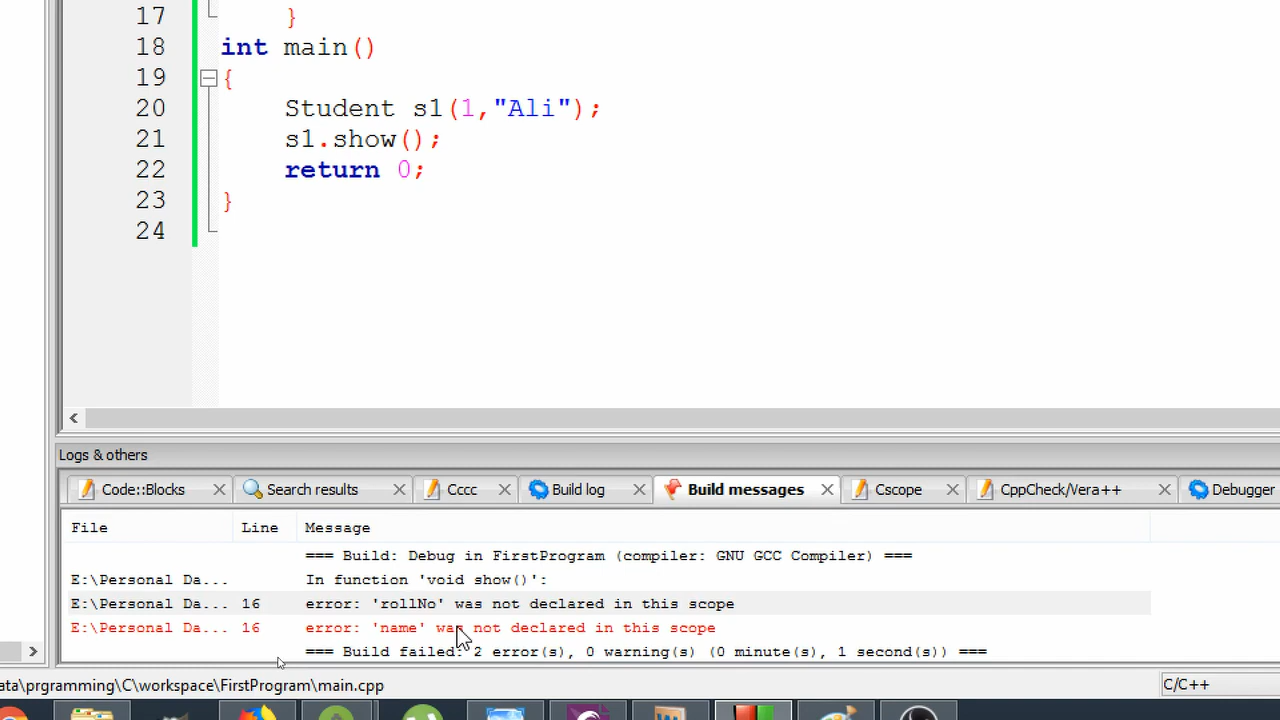 17 }
18 int main()
19 {
20 Student s1(1,"Ali");
21 s1.show();
22 return 0;
23 }
24
Logs & others
Code::Blocks Search results Cccc Build log Build messages Cscope CppCheck/Vera++ Debugger
File Line Message
=== Build: Debug in FirstProgram (compiler: GNU GCC Compiler) ===
E:\Personal Da... In function 'void show()':
E:\Personal Da... 16 error: 'rollNo' was not declared in this scope
E:\Personal Da... 16 error: 'name' was not declared in this scope
=== Build failed: 2 error(s), 0 warning(s) (0 minute(s), 1 second(s)) ===
ata\prgramming\C\workspace\FirstProgram\main.cpp C/C++